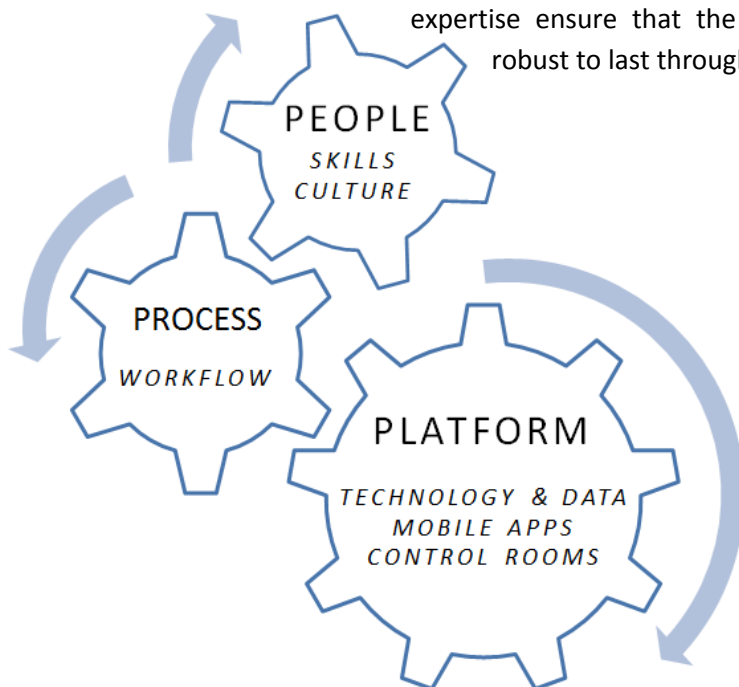 expertise ensure that the
robust to last through
PEOPLE
SKILLS
CULTURE
PROCESS
WORKFLOW
PLATFORM
TECHNOLOGY & DATA
MOBILE APPS
CONTROL ROOMS